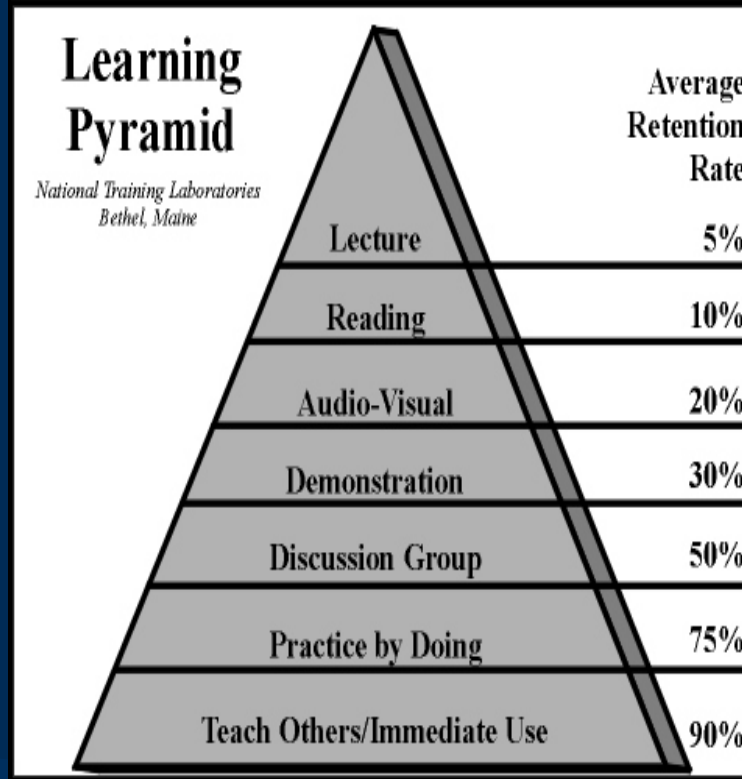 Learning
Pyramid
National Training Laboratories
Bethel, Maine
Average
Retention
Rate
Lecture 5%
Reading 10%
Audio-Visual 20%
Demonstration 30%
Discussion Group 50%
Practice by Doing 75%
Teach Others/Immediate Use 90%